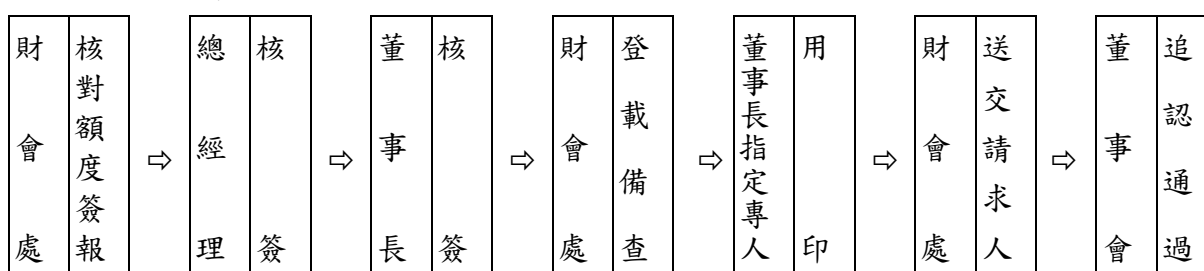 財會處 核對額度簽報
⇨
總經理 核簽
⇨
董事長 核簽
⇨
財會處 登載備查
⇨
董事長指定專人 用印
⇨
財會處 送交請求人
⇨
董事會 追認通過